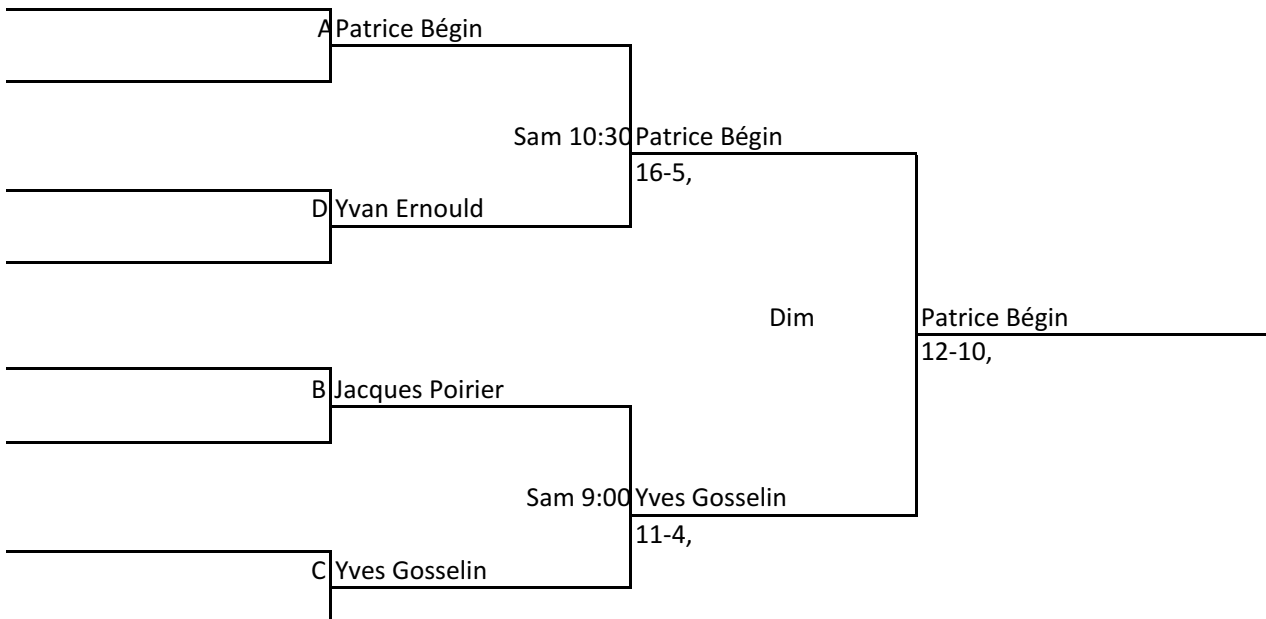 A Patrice Bégin
Sam 10:30 Patrice Bégin
16-5,
D Yvan Ernould
Dim Patrice Bégin
12-10,
B Jacques Poirier
Sam 9:00 Yves Gosselin
11-4,
C Yves Gosselin